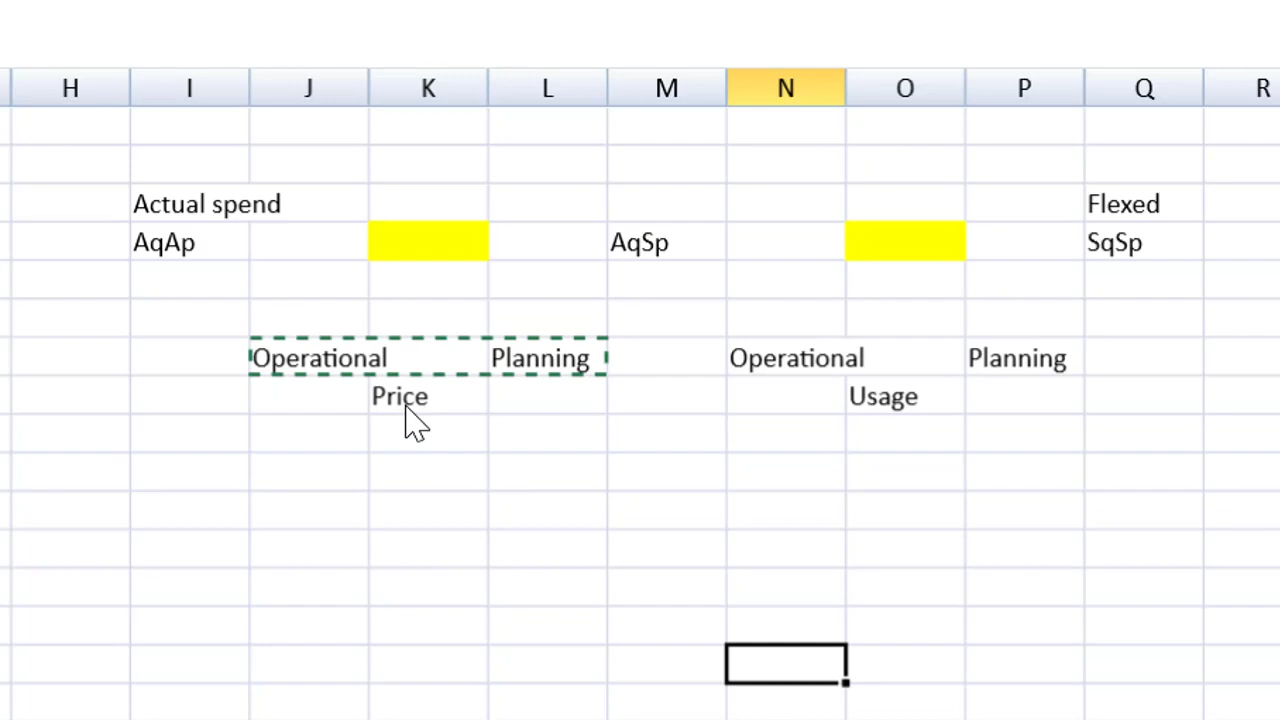 H I J K L M N O P Q R
Actual spend Flexed
AqAp AqSp SqSp
Operational Planning Operational Planning
Price Usage